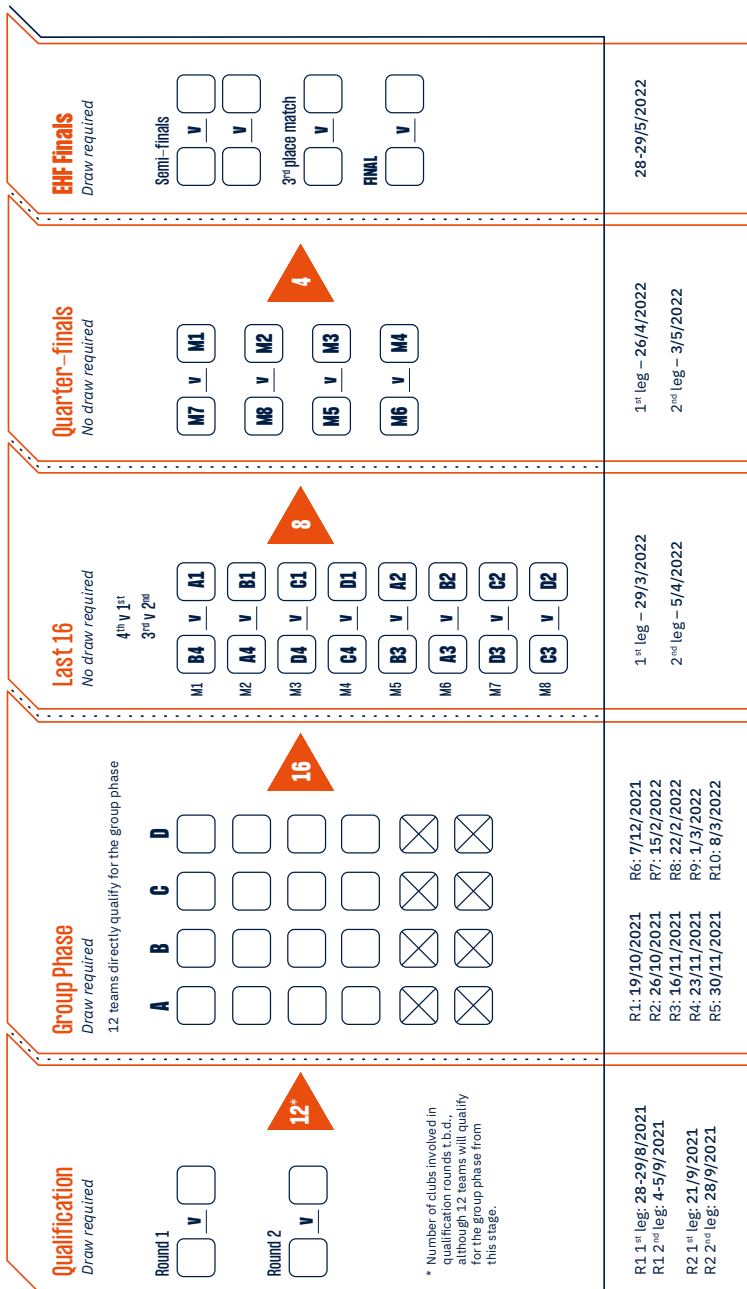 Qualification
Draw required
Round 1
v
Round 2
v
12*
* Number of clubs involved in
qualification rounds t.b.d.,
although 12 teams will qualify
for the group phase from
this stage.
R1 1st leg: 28-29/8/2021
R1 2nd leg: 4-5/9/2021
R2 1st leg: 21/9/2021
R2 2nd leg: 28/9/2021
Group Phase
Draw required
12 teams directly qualify for the group phase
A B C D
16
R1: 19/10/2021
R2: 26/10/2021
R3: 16/11/2021
R4: 23/11/2021
R5: 30/11/2021
R6: 7/12/2021
R7: 15/2/2022
R8: 22/2/2022
R9: 1/3/2022
R10: 8/3/2022
Last 16
No draw required
4th v 1st
3rd v 2nd
M1 B4 v A1
M2 A4 v B1
M3 D4 v C1
M4 C4 v D1
M5 B3 v A2
M6 A3 v B2
M7 D3 v C2
M8 C3 v D2
8
1st leg – 29/3/2022
2nd leg – 5/4/2022
Quarter–finals
No draw required
M7 v M1
M8 v M2
M5 v M3
M6 v M4
4
1st leg – 26/4/2022
2nd leg – 3/5/2022
EHF Finals
Draw required
Semi–finals
v
v
3rd place match
v
FINAL
v
28-29/5/2022